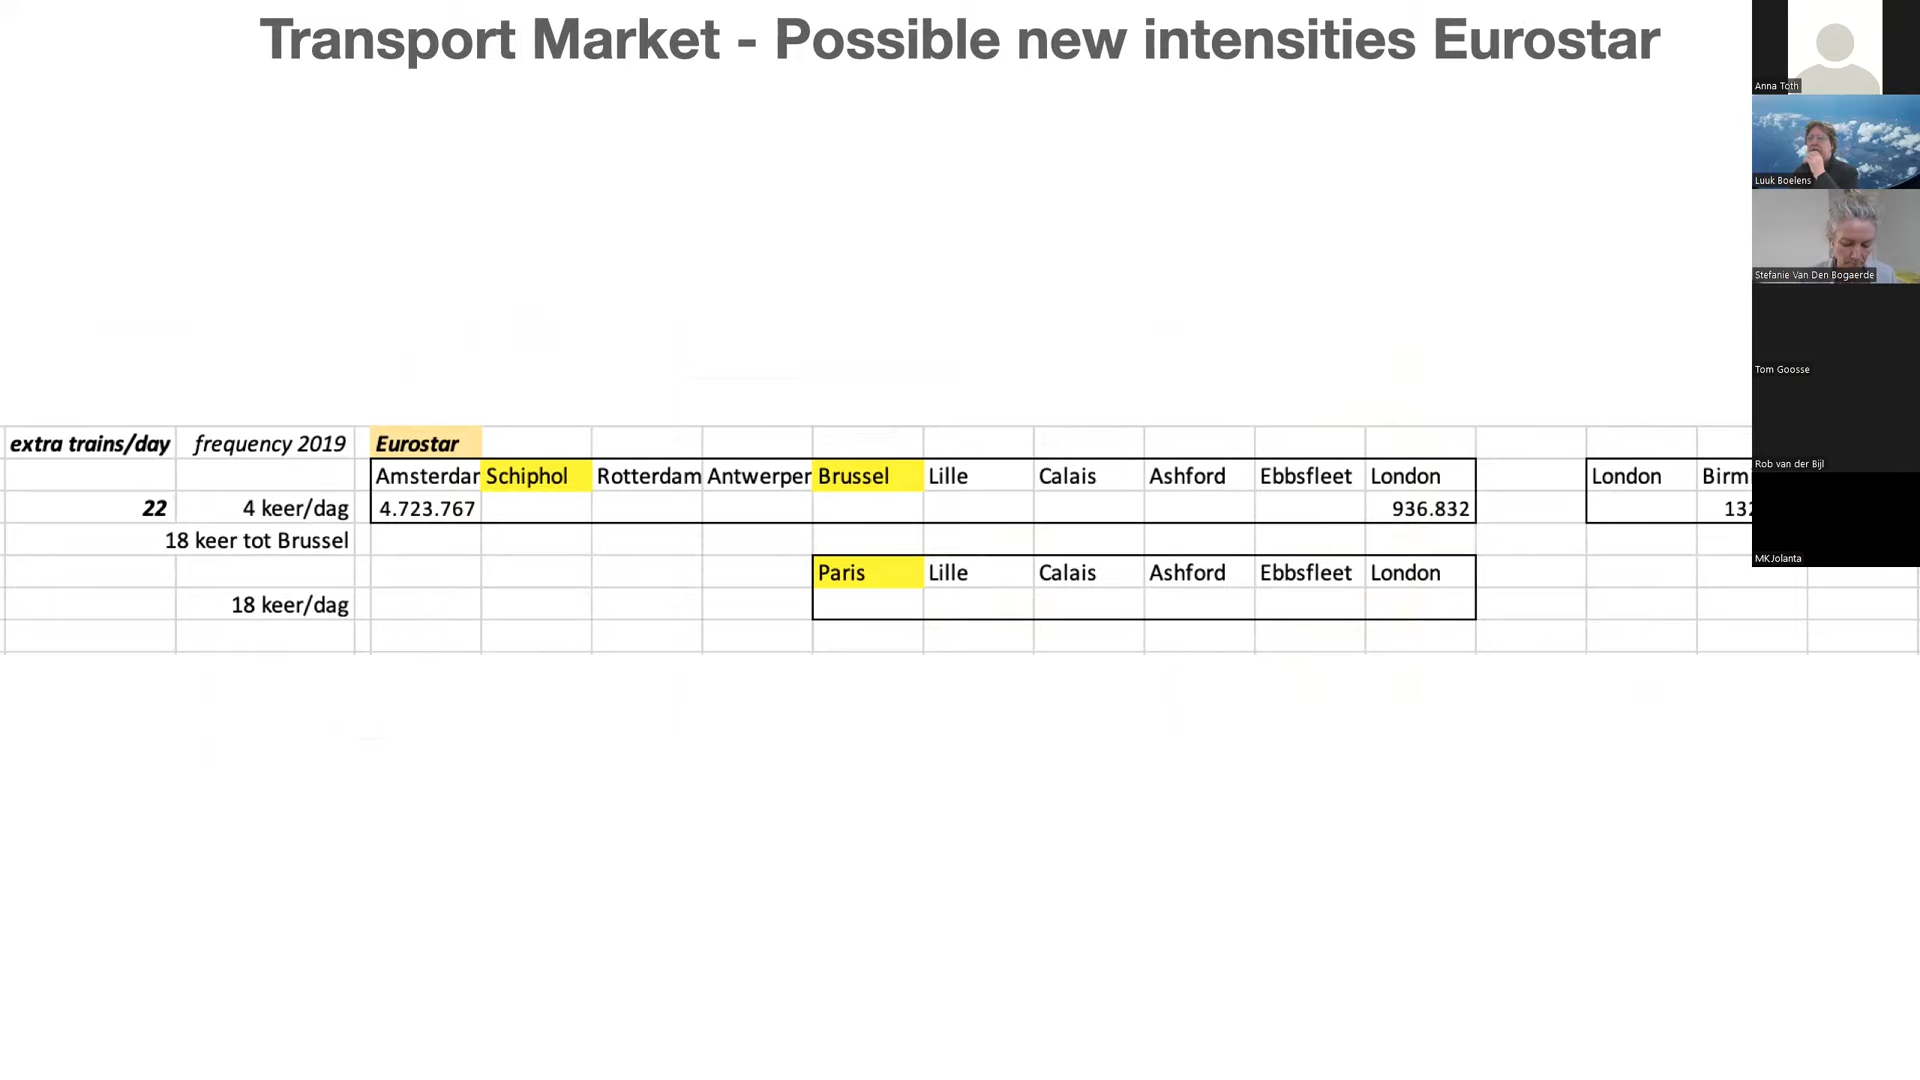 Transport Market - Possible new intensities Eurostar
extra trains/day frequency 2019 Eurostar
Amsterdar Schiphol Rotterdam Antwerper Brussel Lille Calais Ashford Ebbsfleet London London Birm
22 4 keer/dag 4.723.767 936.832 132
18 keer tot Brussel
Paris Lille Calais Ashford Ebbsfleet London
18 keer/dag
Anna Toth
Luuk Boelens
Stefanie Van Den Bogaerde
Tom Goosse
Rob van der Bijl
MKJolanta